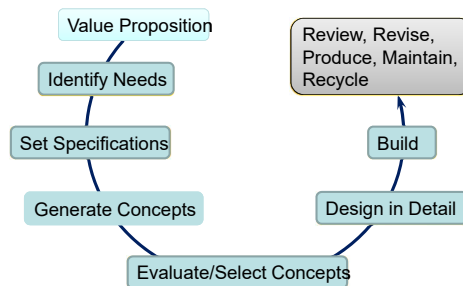 Value Proposition
Identify Needs
Set Specifications
Generate Concepts
Evaluate/Select Concepts
Design in Detail
Build
Review, Revise,
Produce, Maintain,
Recycle